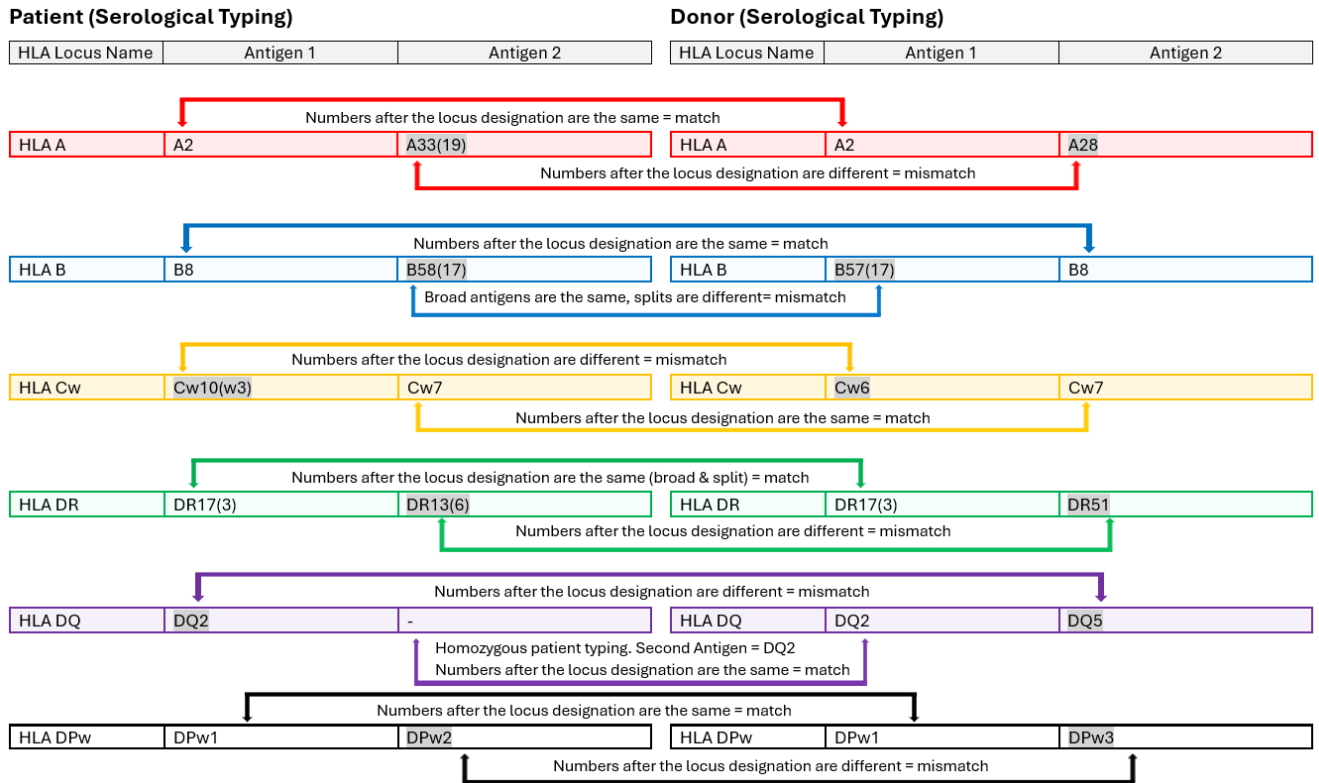 Patient (Serological Typing) Donor (Serological Typing)
HLA Locus Name Antigen 1 Antigen 2 HLA Locus Name Antigen 1 Antigen 2
Numbers after the locus designation are the same = match
HLA A A2 A33(19) HLA A A2 A28
Numbers after the locus designation are different = mismatch
Numbers after the locus designation are the same = match
HLA B B8 B58(17) HLA B B57(17) B8
Broad antigens are the same, splits are different= mismatch
Numbers after the locus designation are different = mismatch
HLA Cw Cw10(w3) Cw7 HLA Cw Cw6 Cw7
Numbers after the locus designation are the same = match
Numbers after the locus designation are the same (broad & split) = match
HLA DR DR17(3) DR13(6) HLA DR DR17(3) DR51
Numbers after the locus designation are different = mismatch
Numbers after the locus designation are different = mismatch
HLA DQ DQ2 - HLA DQ DQ2 DQ5
Homozygous patient typing. Second Antigen = DQ2
Numbers after the locus designation are the same = match
Numbers after the locus designation are the same = match
HLA DPw DPw1 DPw2 HLA DPw DPw1 DPw3
Numbers after the locus designation are different = mismatch